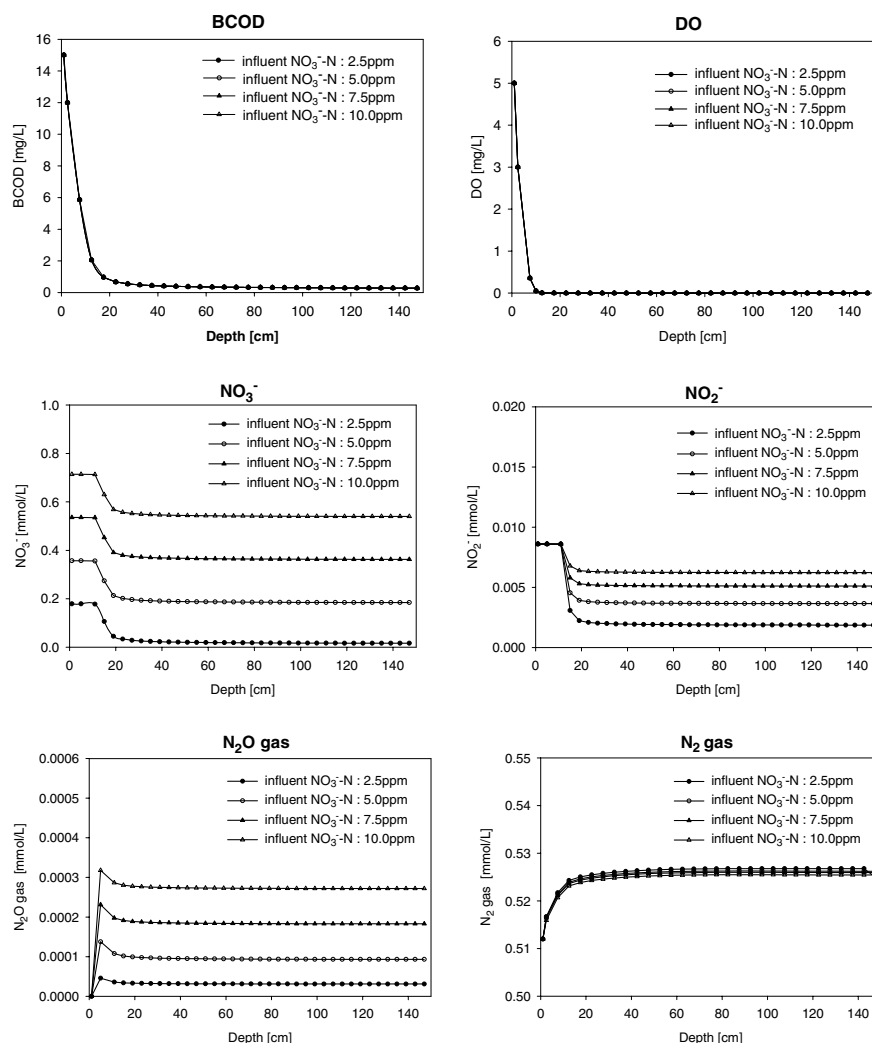 BCOD
BCOD [mg/L]
16
14
12
10
8
6
4
2
0
influent NO3⁻-N : 2.5ppm
influent NO3⁻-N : 5.0ppm
influent NO3⁻-N : 7.5ppm
influent NO3⁻-N : 10.0ppm
0 20 40 60 80 100 120 140
Depth [cm]
DO
DO [mg/L]
6
5
4
3
2
1
0
influent NO3⁻-N : 2.5ppm
influent NO3⁻-N : 5.0ppm
influent NO3⁻-N : 7.5ppm
influent NO3⁻-N : 10.0ppm
0 20 40 60 80 100 120 140
Depth [cm]
NO3⁻
NO3⁻ [mmol/L]
1.0
0.8
0.6
0.4
0.2
0.0
influent NO3⁻-N : 2.5ppm
influent NO3⁻-N : 5.0ppm
influent NO3⁻-N : 7.5ppm
influent NO3⁻-N : 10.0ppm
0 20 40 60 80 100 120 140
Depth [cm]
NO2⁻
NO2⁻ [mmol/L]
0.020
0.015
0.010
0.005
0.000
influent NO3⁻-N : 2.5ppm
influent NO3⁻-N : 5.0ppm
influent NO3⁻-N : 7.5ppm
influent NO3⁻-N : 10.0ppm
0 20 40 60 80 100 120 140
Depth [cm]
N2O gas
N2O gas [mmol/L]
0.0006
0.0005
0.0004
0.0003
0.0002
0.0001
0.0000
influent NO3⁻-N : 2.5ppm
influent NO3⁻-N : 5.0ppm
influent NO3⁻-N : 7.5ppm
influent NO3⁻-N : 10.0ppm
0 20 40 60 80 100 120 140
Depth [cm]
N2 gas
N2 gas [mmol/L]
0.55
0.54
0.53
0.52
0.51
0.50
influent NO3⁻-N : 2.5ppm
influent NO3⁻-N : 5.0ppm
influent NO3⁻-N : 7.5ppm
influent NO3⁻-N : 10.0ppm
0 20 40 60 80 100 120 140
Depth [cm]